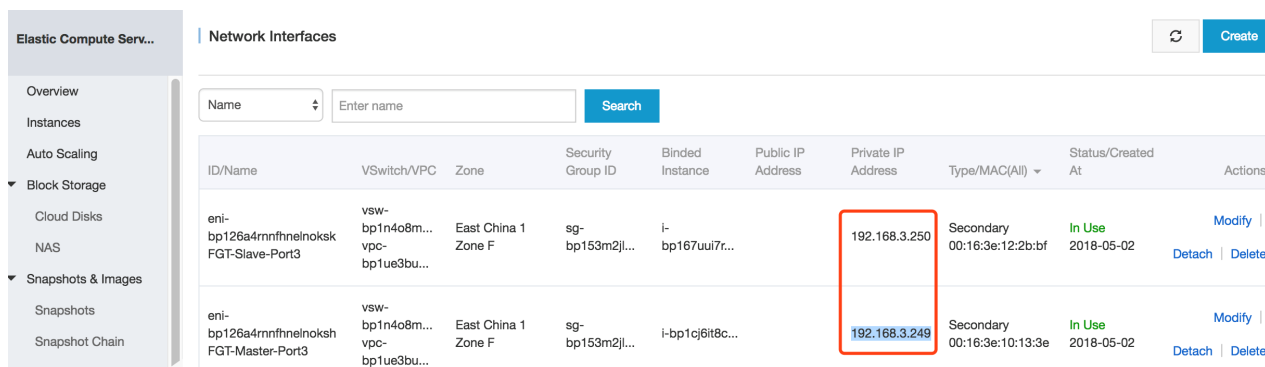 Elastic Compute Serv...
Overview
Instances
Auto Scaling
Block Storage
Cloud Disks
NAS
Snapshots & Images
Snapshots
Snapshot Chain
Network Interfaces
Create
Name
Enter name
Search
ID/Name
VSwitch/VPC
Zone
Security
Group ID
Binded
Instance
Public IP
Address
Private IP
Address
Type/MAC(All)
Status/Created
At
Actions
eni-
bp126a4rnnfhnelnoksk
FGT-Slave-Port3
vsw-
bp1n4o8m...
vpc-
bp1ue3bu...
East China 1
Zone F
sg-
bp153m2jl...
i-
bp167uui7r...
192.168.3.250
Secondary
00:16:3e:12:2b:bf
In Use
2018-05-02
Modify
Detach
Delete
eni-
bp126a4rnnfhnelnoksh
FGT-Master-Port3
vsw-
bp1n4o8m...
vpc-
bp1ue3bu...
East China 1
Zone F
sg-
bp153m2jl...
i-bp1cj6it8c...
192.168.3.249
Secondary
00:16:3e:10:13:3e
In Use
2018-05-02
Modify
Detach
Delete